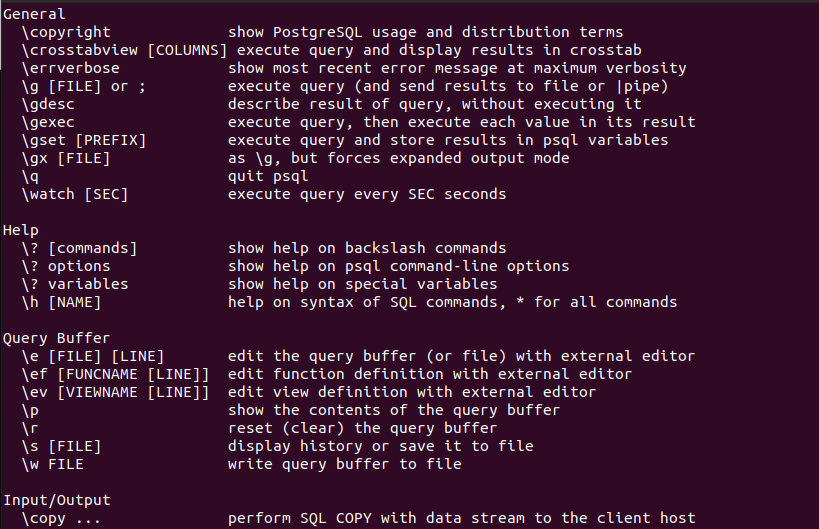 General
  \copyright             show PostgreSQL usage and distribution terms
  \crosstabview [COLUMNS] execute query and display results in crosstab
  \errverbose            show most recent error message at maximum verbosity
  \g [FILE] or ;         execute query (and send results to file or |pipe)
  \gdesc                 describe result of query, without executing it
  \gexec                 execute query, then execute each value in its result
  \gset [PREFIX]         execute query and store results in psql variables
  \gx [FILE]             as \g, but forces expanded output mode
  \q                     quit psql
  \watch [SEC]           execute query every SEC seconds

Help
  \? [commands]          show help on backslash commands
  \? options             show help on psql command-line options
  \? variables           show help on special variables
  \h [NAME]              help on syntax of SQL commands, * for all commands

Query Buffer
  \e [FILE] [LINE]       edit the query buffer (or file) with external editor
  \ef [FUNCNAME [LINE]]  edit function definition with external editor
  \ev [VIEWNAME [LINE]]  edit view definition with external editor
  \p                     show the contents of the query buffer
  \r                     reset (clear) the query buffer
  \s [FILE]              display history or save it to file
  \w FILE                write query buffer to file

Input/Output
  \copy ...              perform SQL COPY with data stream to the client host